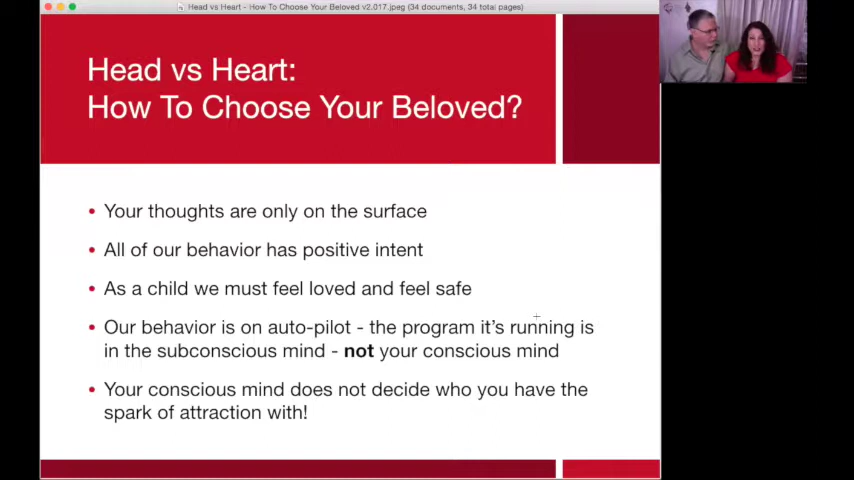 Head vs Heart - How To Choose Your Beloved v2.017.jpeg (34 documents, 34 total pages)
Head vs Heart:
How To Choose Your Beloved?
• Your thoughts are only on the surface
• All of our behavior has positive intent
• As a child we must feel loved and feel safe
• Our behavior is on auto-pilot - the program it's running is
in the subconscious mind - not your conscious mind
• Your conscious mind does not decide who you have the
spark of attraction with!